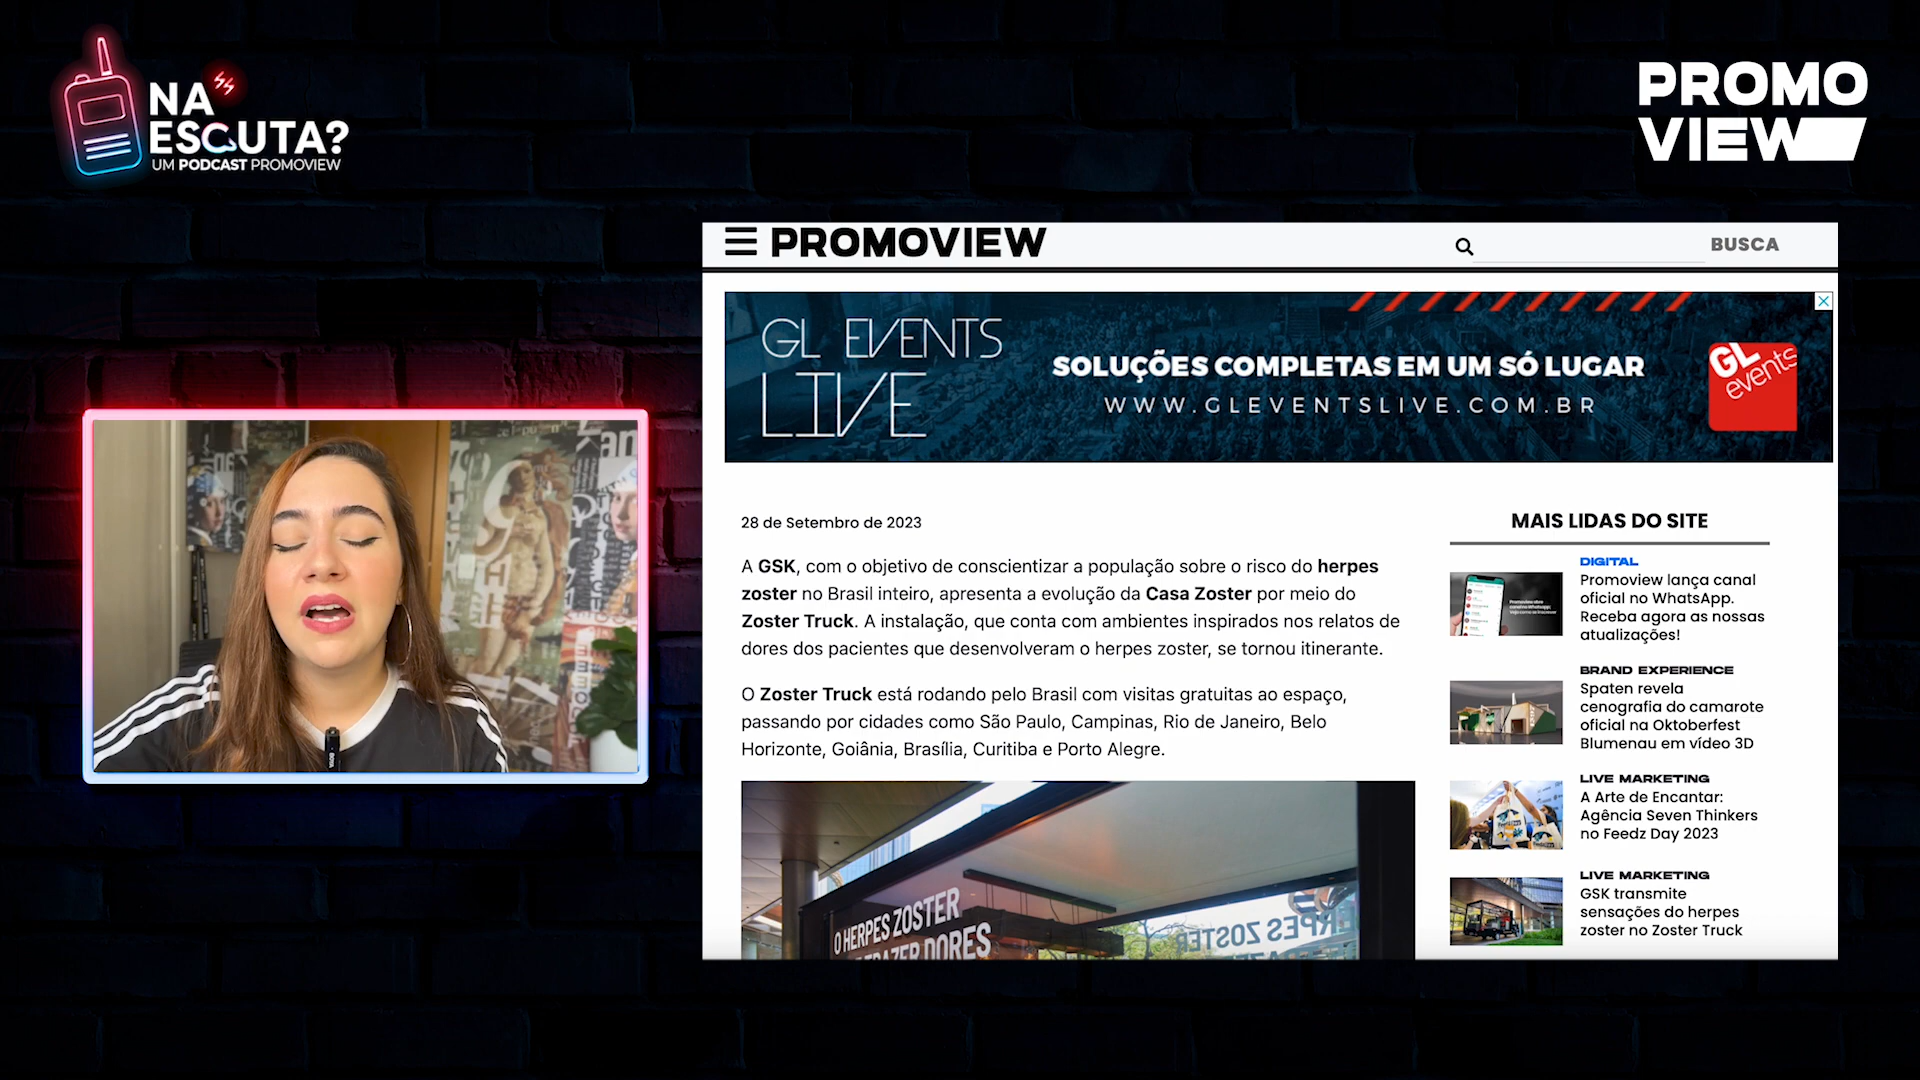 NA
ESCUTA?
UM PODCAST PROMOVIEW
PROMO
VIEW
PROMOVIEW
BUSCA
GL EVENTS
LIVE
SOLUÇÕES COMPLETAS EM UM SÓ LUGAR
WWW.GLEVENTSLIVE.COM.BR
GL
events
28 de Setembro de 2023
A GSK, com o objetivo de conscientizar a população sobre o risco do herpes
zoster no Brasil inteiro, apresenta a evolução da Casa Zoster por meio do
Zoster Truck. A instalação, que conta com ambientes inspirados nos relatos de
dores dos pacientes que desenvolveram o herpes zoster, se tornou itinerante.
O Zoster Truck está rodando pelo Brasil com visitas gratuitas ao espaço,
passando por cidades como São Paulo, Campinas, Rio de Janeiro, Belo
Horizonte, Goiânia, Brasília, Curitiba e Porto Alegre.
O HERPES ZOSTER
TRAZER DORES
HERPES ZOSTER
MAIS LIDAS DO SITE
DIGITAL
Promoview lança canal
oficial no WhatsApp.
Receba agora as nossas
atualizações!
BRAND EXPERIENCE
Spaten revela
cenografia do camarote
oficial na Oktoberfest
Blumenau em vídeo 3D
LIVE MARKETING
A Arte de Encantar:
Agência Seven Thinkers
no Feedz Day 2023
LIVE MARKETING
GSK transmite
sensações do herpes
zoster no Zoster Truck